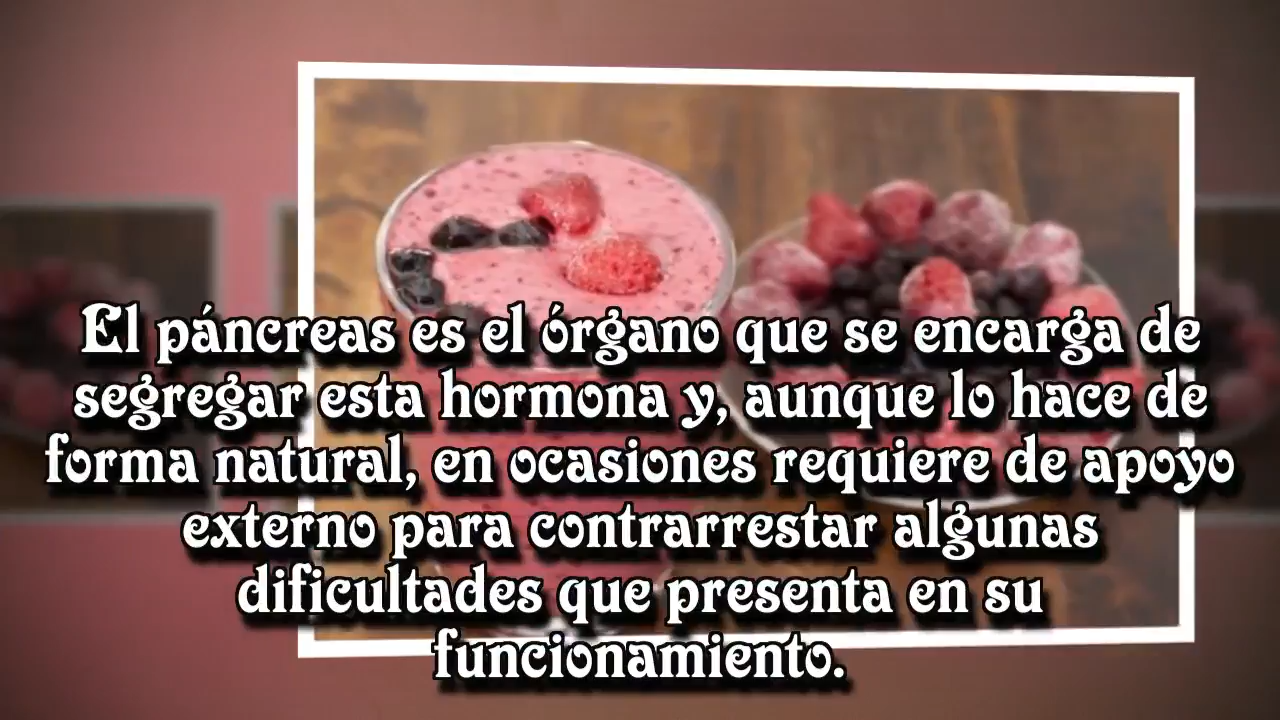 El páncreas es el órgano que se encarga de
segregar esta hormona y, aunque lo hace de
forma natural, en ocasiones requiere de apoyo
externo para contrarrestar algunas
dificultades que presenta en su
funcionamiento.